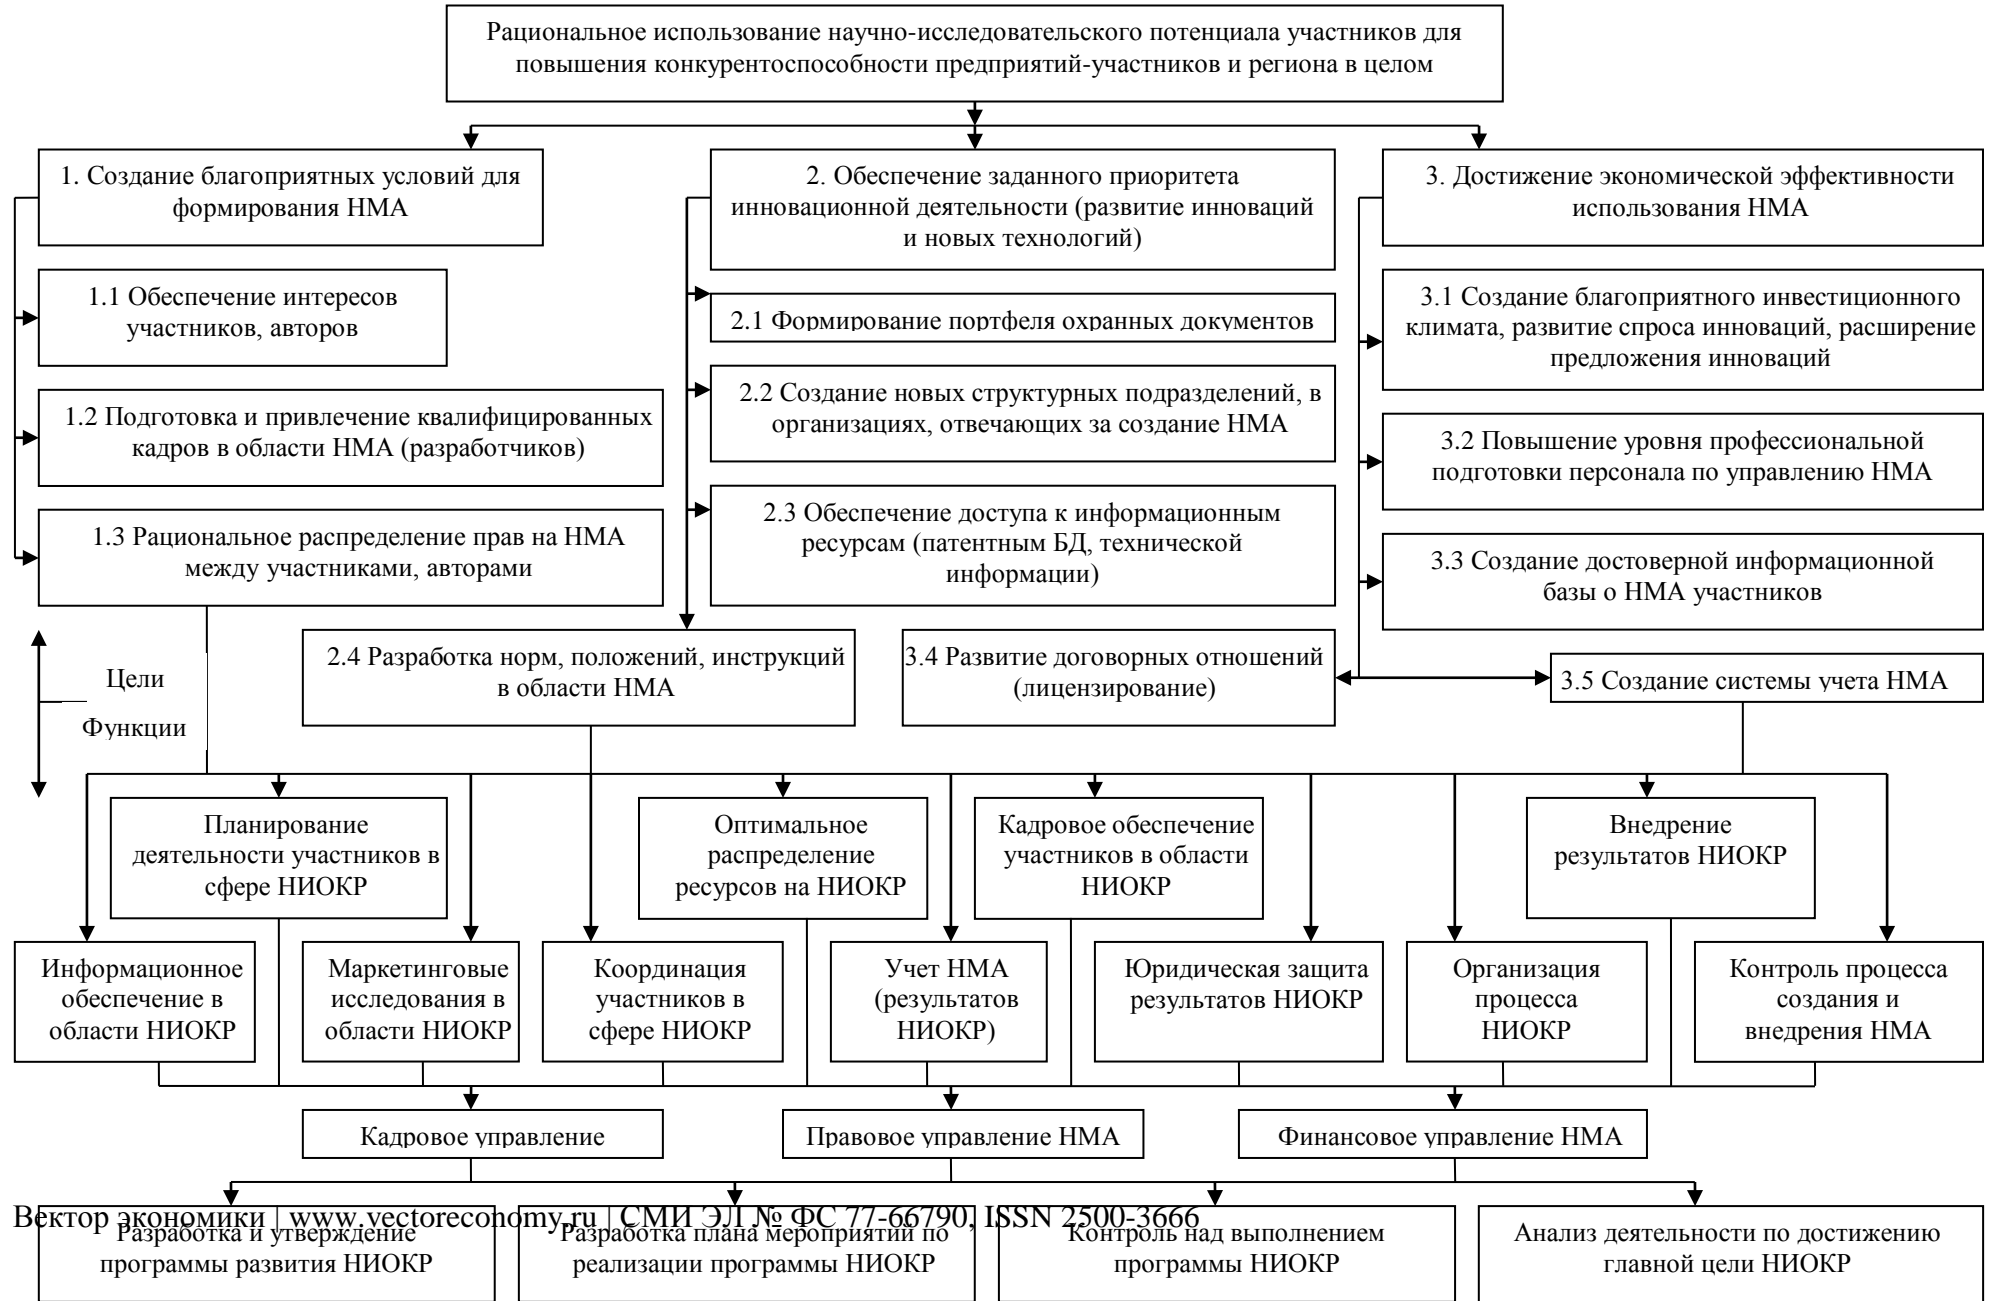 Рациональное использование научно-исследовательского потенциала участников для
повышения конкурентоспособности предприятий-участников и региона в целом
1. Создание благоприятных условий для
формирования НМА
2. Обеспечение заданного приоритета
инновационной деятельности (развитие инноваций
и новых технологий)
3. Достижение экономической эффективности
использования НМА
1.1 Обеспечение интересов
участников, авторов
1.2 Подготовка и привлечение квалифицированных
кадров в области НМА (разработчиков)
1.3 Рациональное распределение прав на НМА
между участниками, авторами
2.1 Формирование портфеля охранных документов
2.2 Создание новых структурных подразделений, в
организациях, отвечающих за создание НМА
2.3 Обеспечение доступа к информационным
ресурсам (патентным БД, технической
информации)
3.1 Создание благоприятного инвестиционного
климата, развитие спроса инноваций, расширение
предложения инноваций
3.2 Повышение уровня профессиональной
подготовки персонала по управлению НМА
3.3 Создание достоверной информационной
базы о НМА участников
Цели
Функции
2.4 Разработка норм, положений, инструкций
в области НМА
3.4 Развитие договорных отношений
(лицензирование)
3.5 Создание системы учета НМА
Планирование
деятельности участников в
сфере НИОКР
Оптимальное
распределение
ресурсов на НИОКР
Кадровое обеспечение
участников в области
НИОКР
Внедрение
результатов НИОКР
Информационное
обеспечение в
области НИОКР
Маркетинговые
исследования в
области НИОКР
Координация
участников в
сфере НИОКР
Учет НМА
(результатов
НИОКР)
Юридическая защита
результатов НИОКР
Организация
процесса
НИОКР
Контроль процесса
создания и
внедрения НМА
Кадровое управление
Правовое управление НМА
Финансовое управление НМА
Вектор экономики | www.vectoreconomy.ru | СМИ ЭЛ № ФС 77-66790, ISSN 2500-3666
Разработка и утверждение
программы развития НИОКР
Разработка плана мероприятий по
реализации программы НИОКР
Контроль над выполнением
программы НИОКР
Анализ деятельности по достижению
главной цели НИОКР